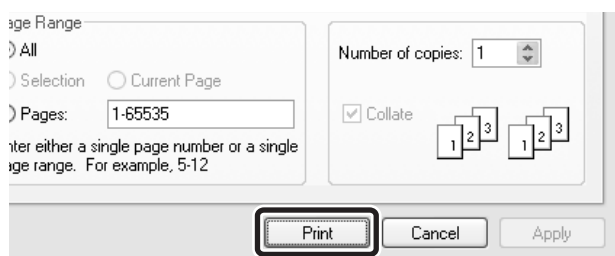 age Range
All
Selection Current Page
Pages: 1-65535
nter either a single page number or a single
age range. For example, 5-12
Number of copies: 1
Collate
1 2 3 1 2 3
Print Cancel Apply